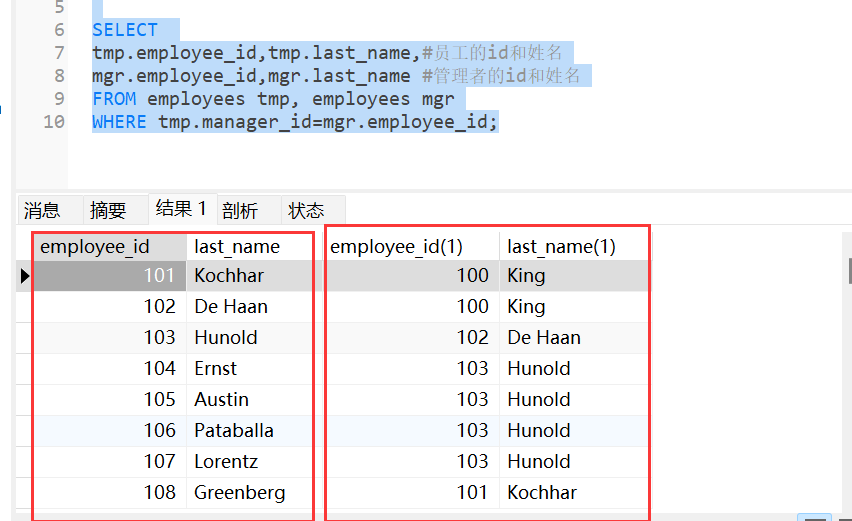 5
6 SELECT
7 tmp.employee_id,tmp.last_name,#员工的id和姓名
8 mgr.employee_id,mgr.last_name #管理者的id和姓名
9 FROM employees tmp, employees mgr
10 WHERE tmp.manager_id=mgr.employee_id;
消息 摘要 结果 1 剖析 状态
employee_id last_name employee_id(1) last_name(1)
101 Kochhar 100 King
102 De Haan 100 King
103 Hunold 102 De Haan
104 Ernst 103 Hunold
105 Austin 103 Hunold
106 Pataballa 103 Hunold
107 Lorentz 103 Hunold
108 Greenberg 101 Kochhar